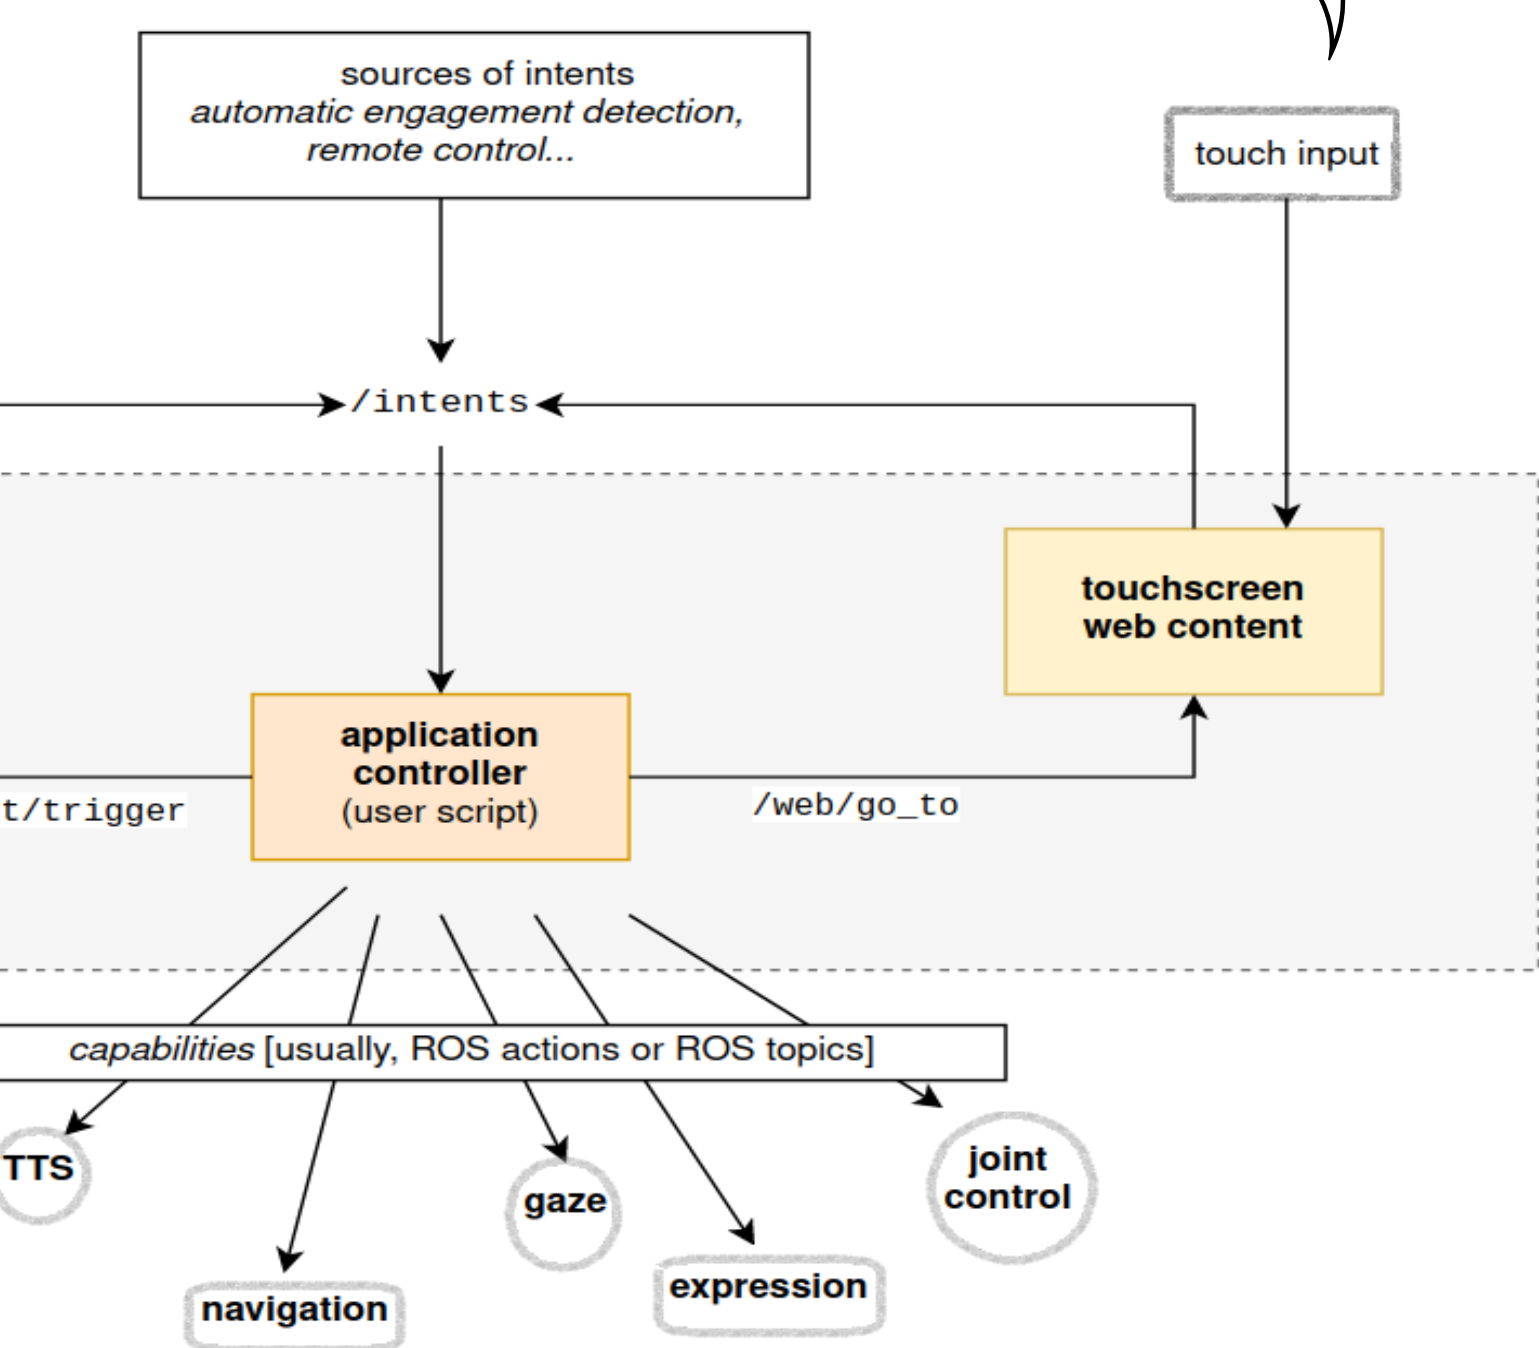 sources of intents
automatic engagement detection,
remote control...
touch input
/intents
touchscreen
web content
application
controller
(user script)
t/trigger
/web/go_to
capabilities [usually, ROS actions or ROS topics]
TTS
joint
control
gaze
expression
navigation